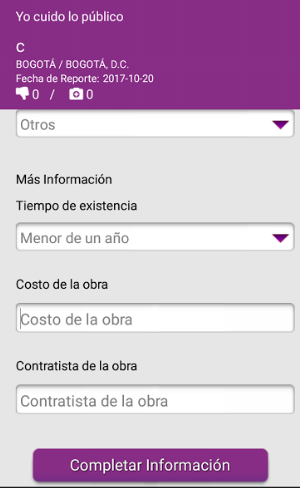 Yo cuido lo público
C
BOGOTÁ / BOGOTÁ, D.C.
Fecha de Reporte: 2017-10-20
0 / 0
Otros
Más Información
Tiempo de existencia
Menor de un año
Costo de la obra
Costo de la obra
Contratista de la obra
Contratista de la obra
Completar Información